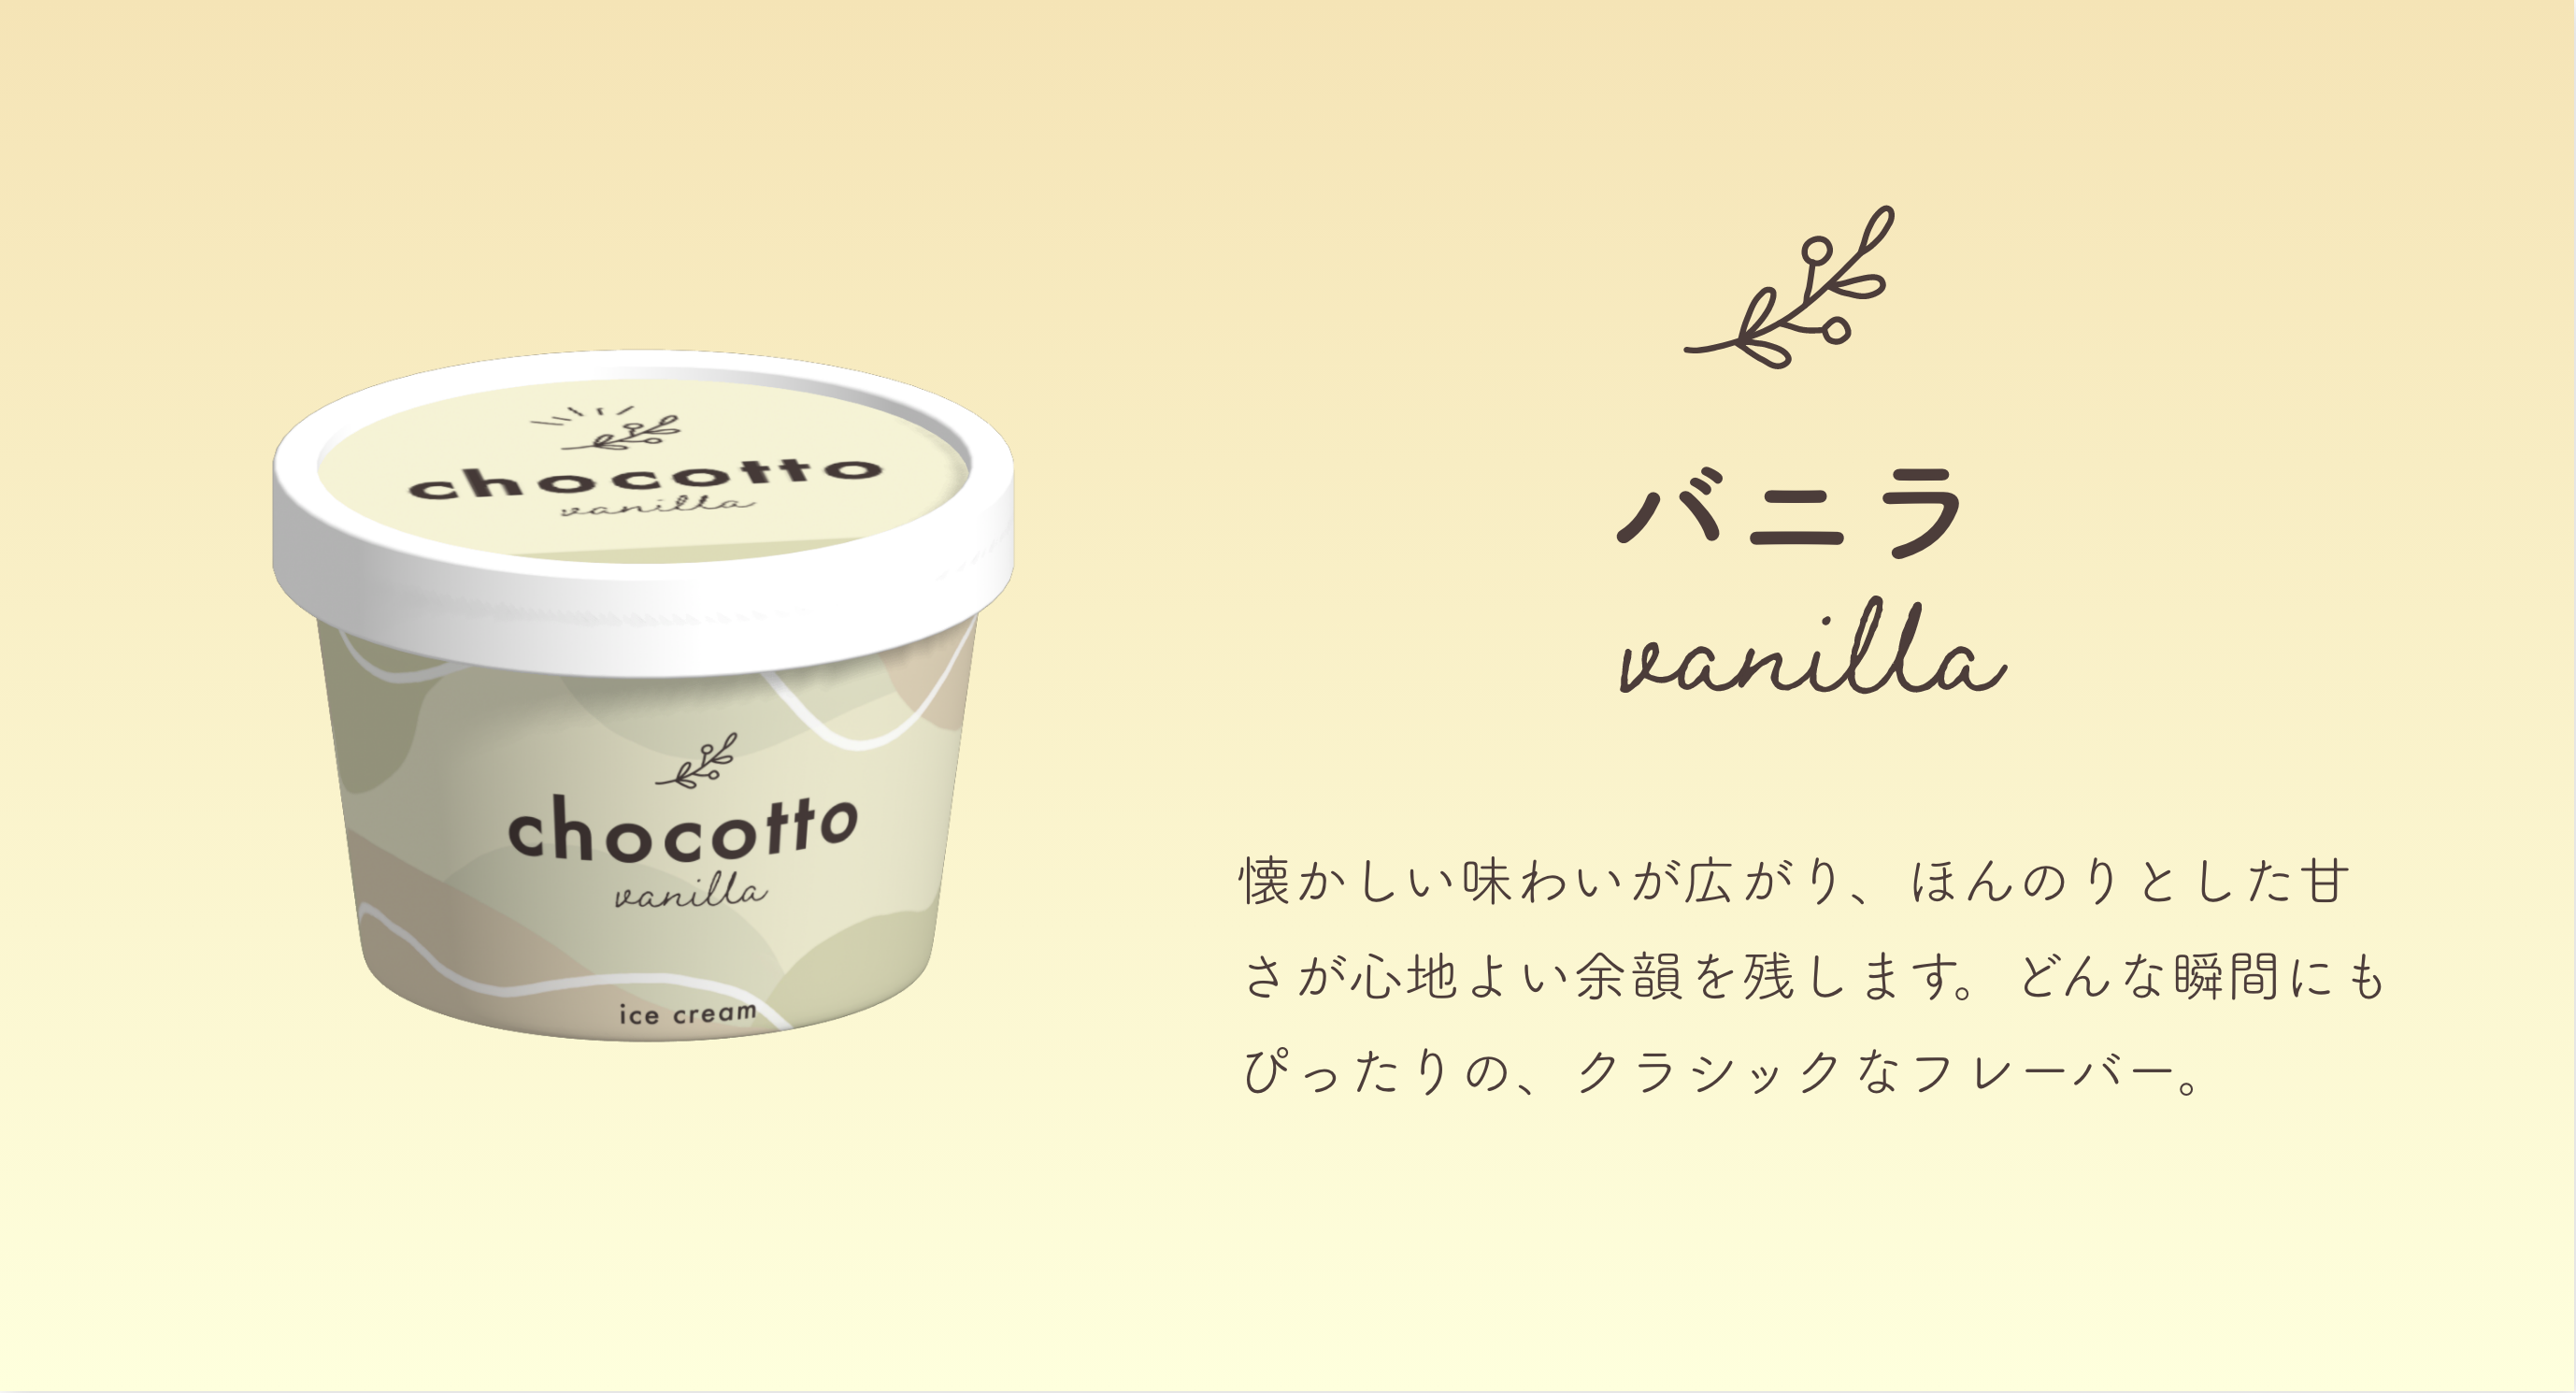 chocotto
vanilla
chocotto
vanilla
ice cream
バニラ
vanilla
懐かしい味わいが広がり、ほんのりとした甘
さが心地よい余韻を残します。どんな瞬間にも
ぴったりの、クラシックなフレーバー。